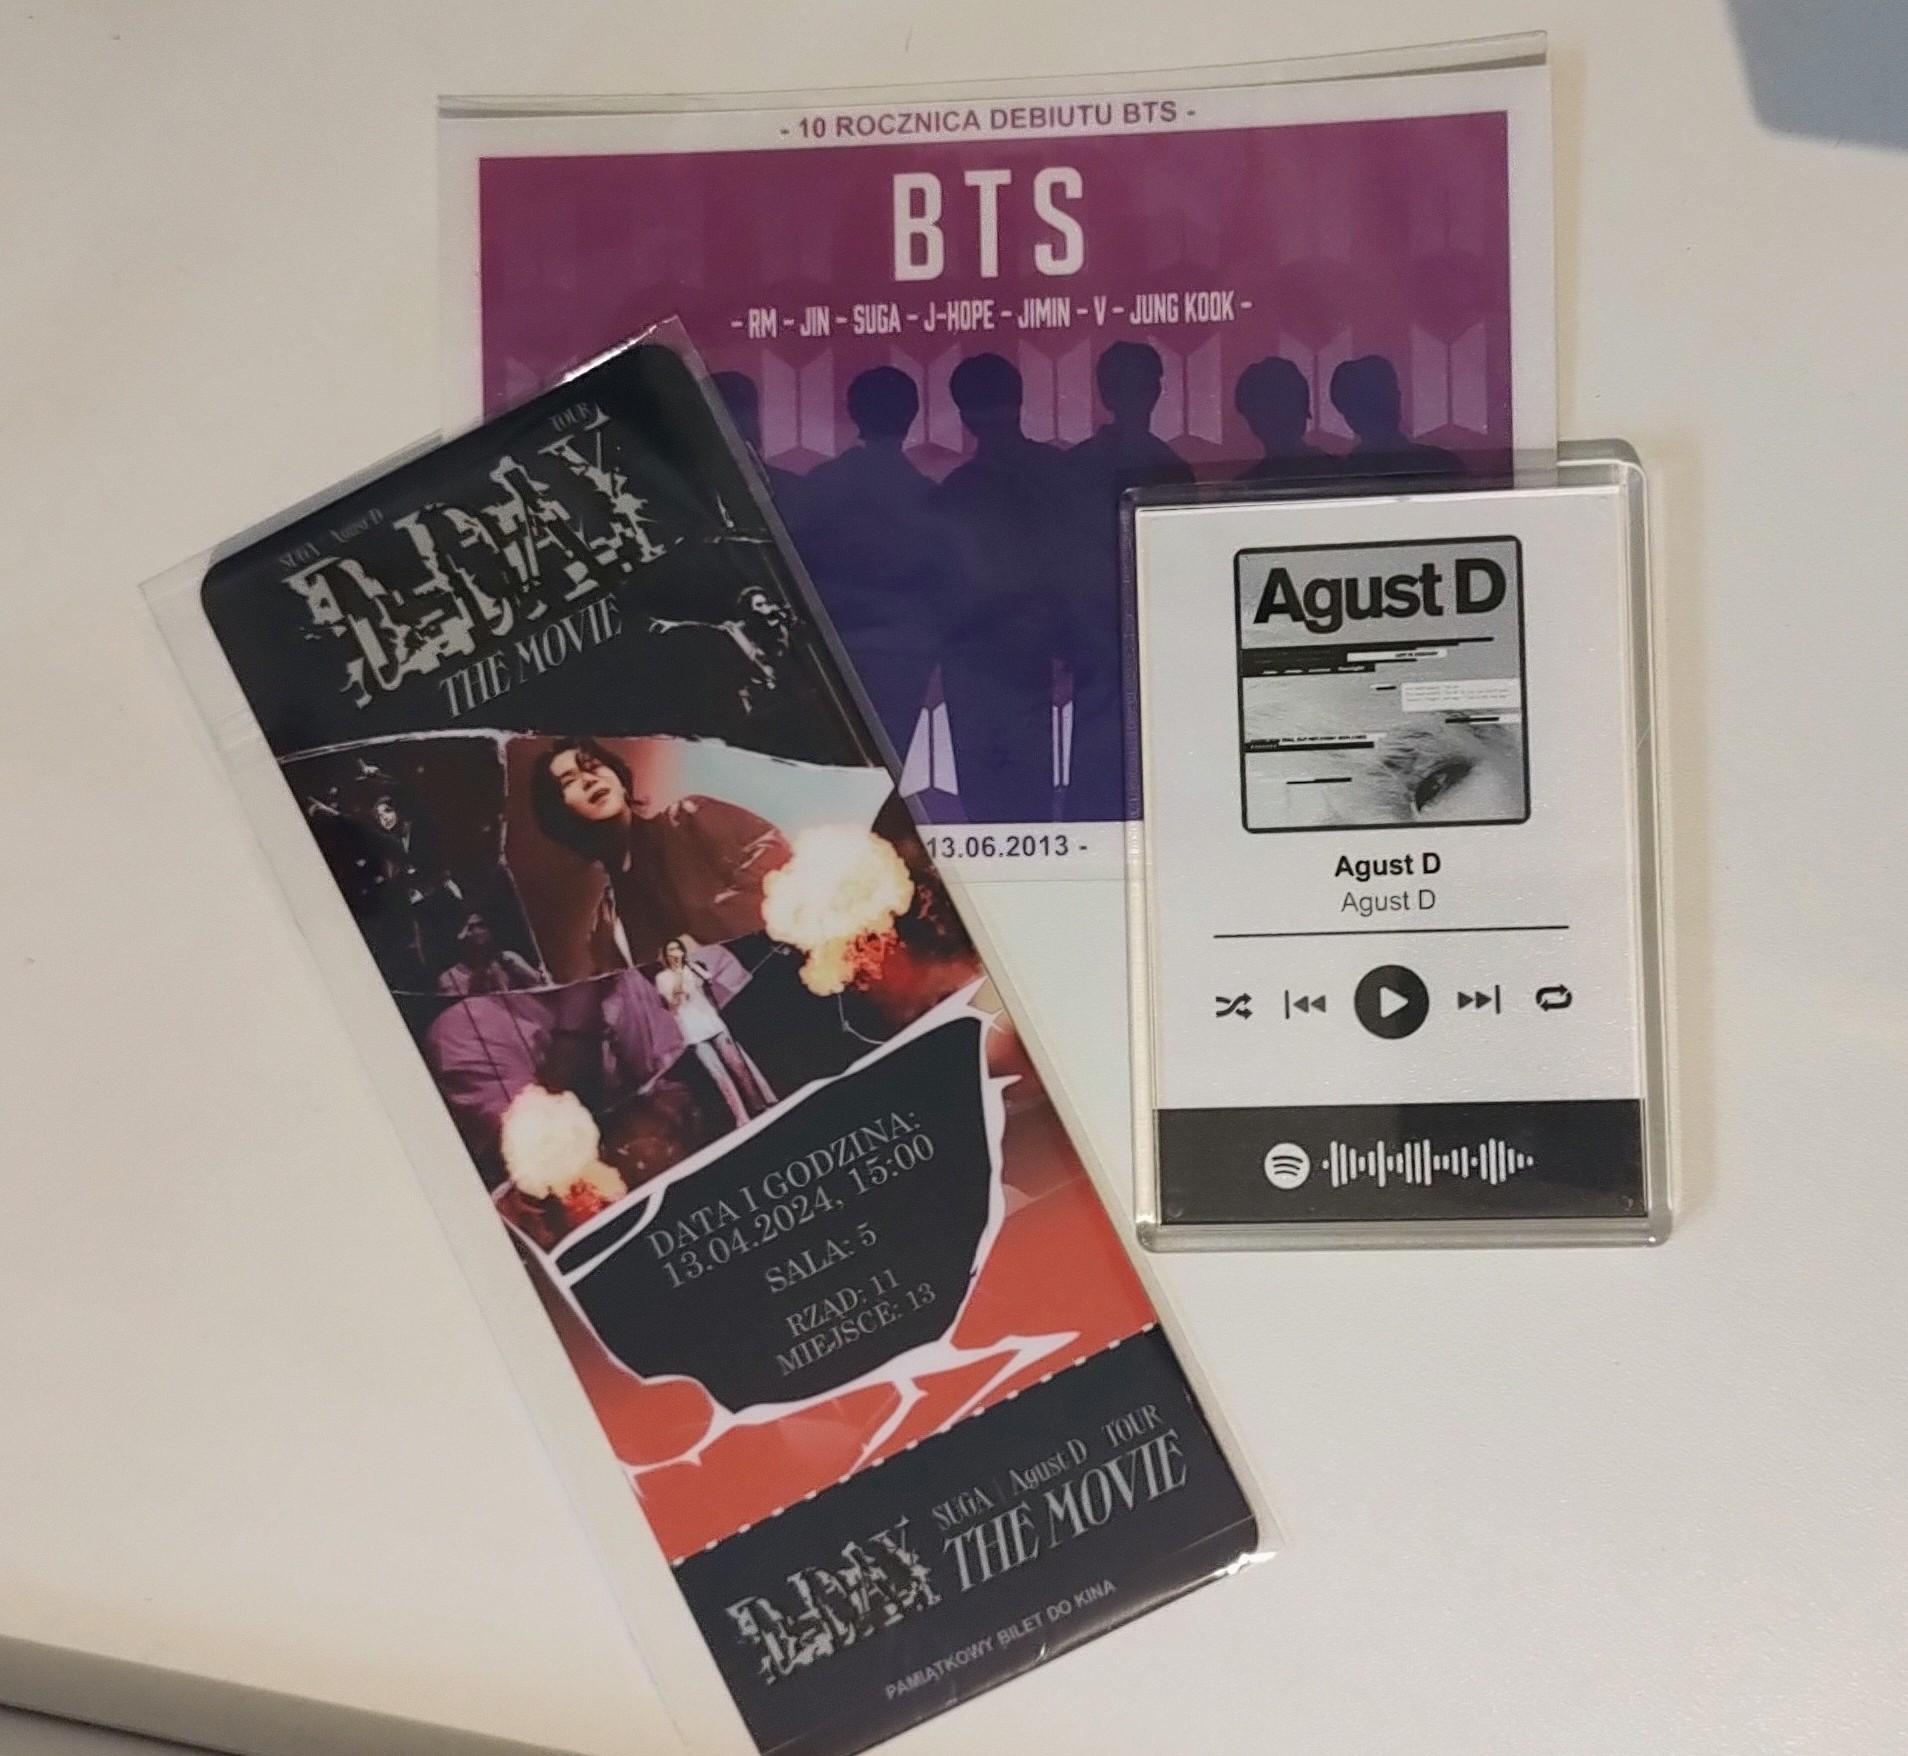 - 10 ROCZNICA DEBIUTU BTS -
BTS
- RM - JIN - SUGA - J-HOPE - JIMIN - V - JUNG KOOK -
13.06.2013 -
SUGA | Agust D TOUR
D-DAY
THE MOVIE
DATA I GODZINA:
13.04.2024, 15:00
SALA: 5
RZĄD: 11
MIEJSCE: 13
SUGA | Agust D TOUR
D-DAY THE MOVIE
PAMIĄTKOWY BILET DO KINA
Agust D
Agust D
Agust D